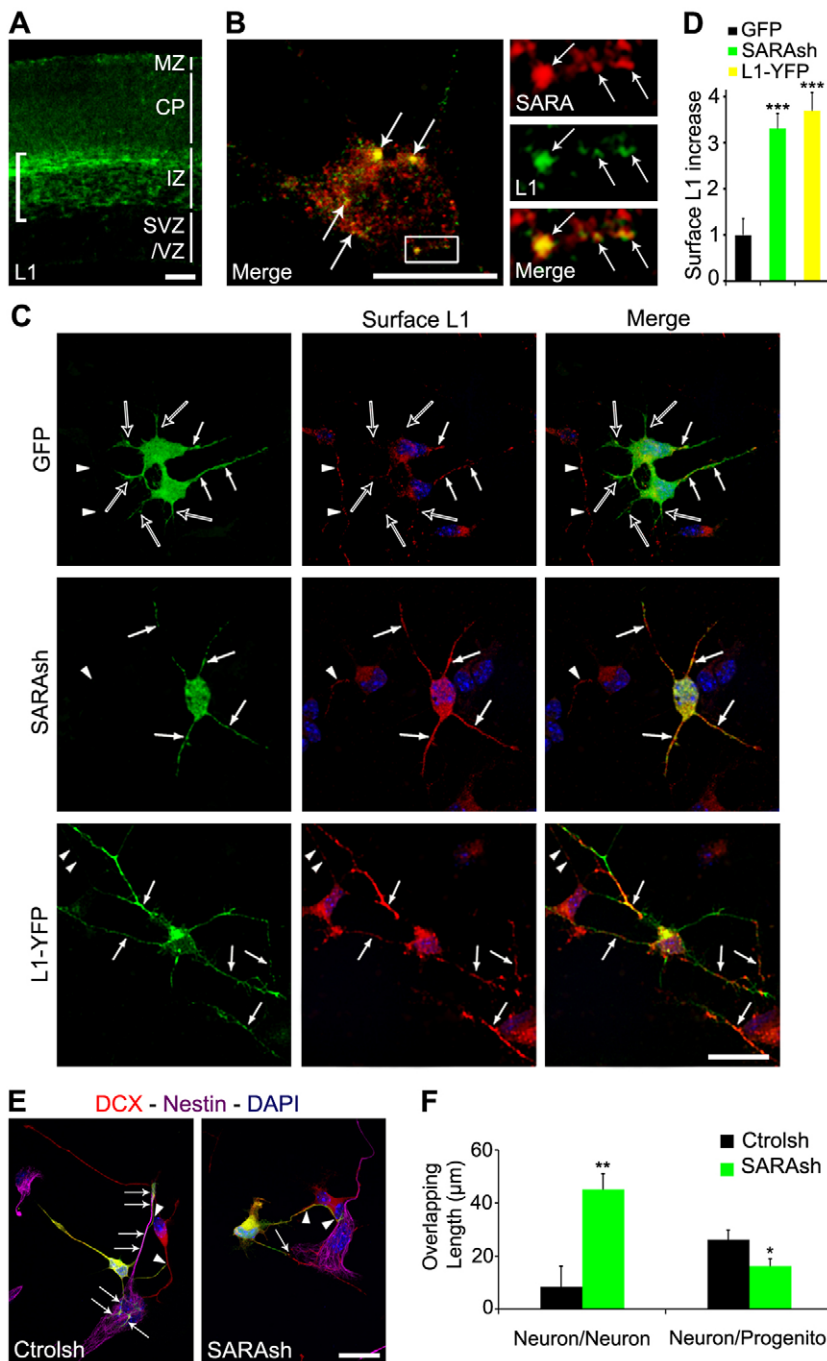 A
MZ
CP
IZ
SVZ
/VZ
L1
B
Merge
SARA
L1
Merge
D
GFP
SARAsh
L1-YFP
Surface L1 increase
4
3
2
1
0
***
***
C
Surface L1
Merge
GFP
SARAsh
L1-YFP
E
DCX - Nestin - DAPI
Ctrolsh
SARAsh
F
Ctrolsh
SARAsh
Overlapping
Length (µm)
60
40
20
0
**
*
Neuron/Neuron
Neuron/Progenito